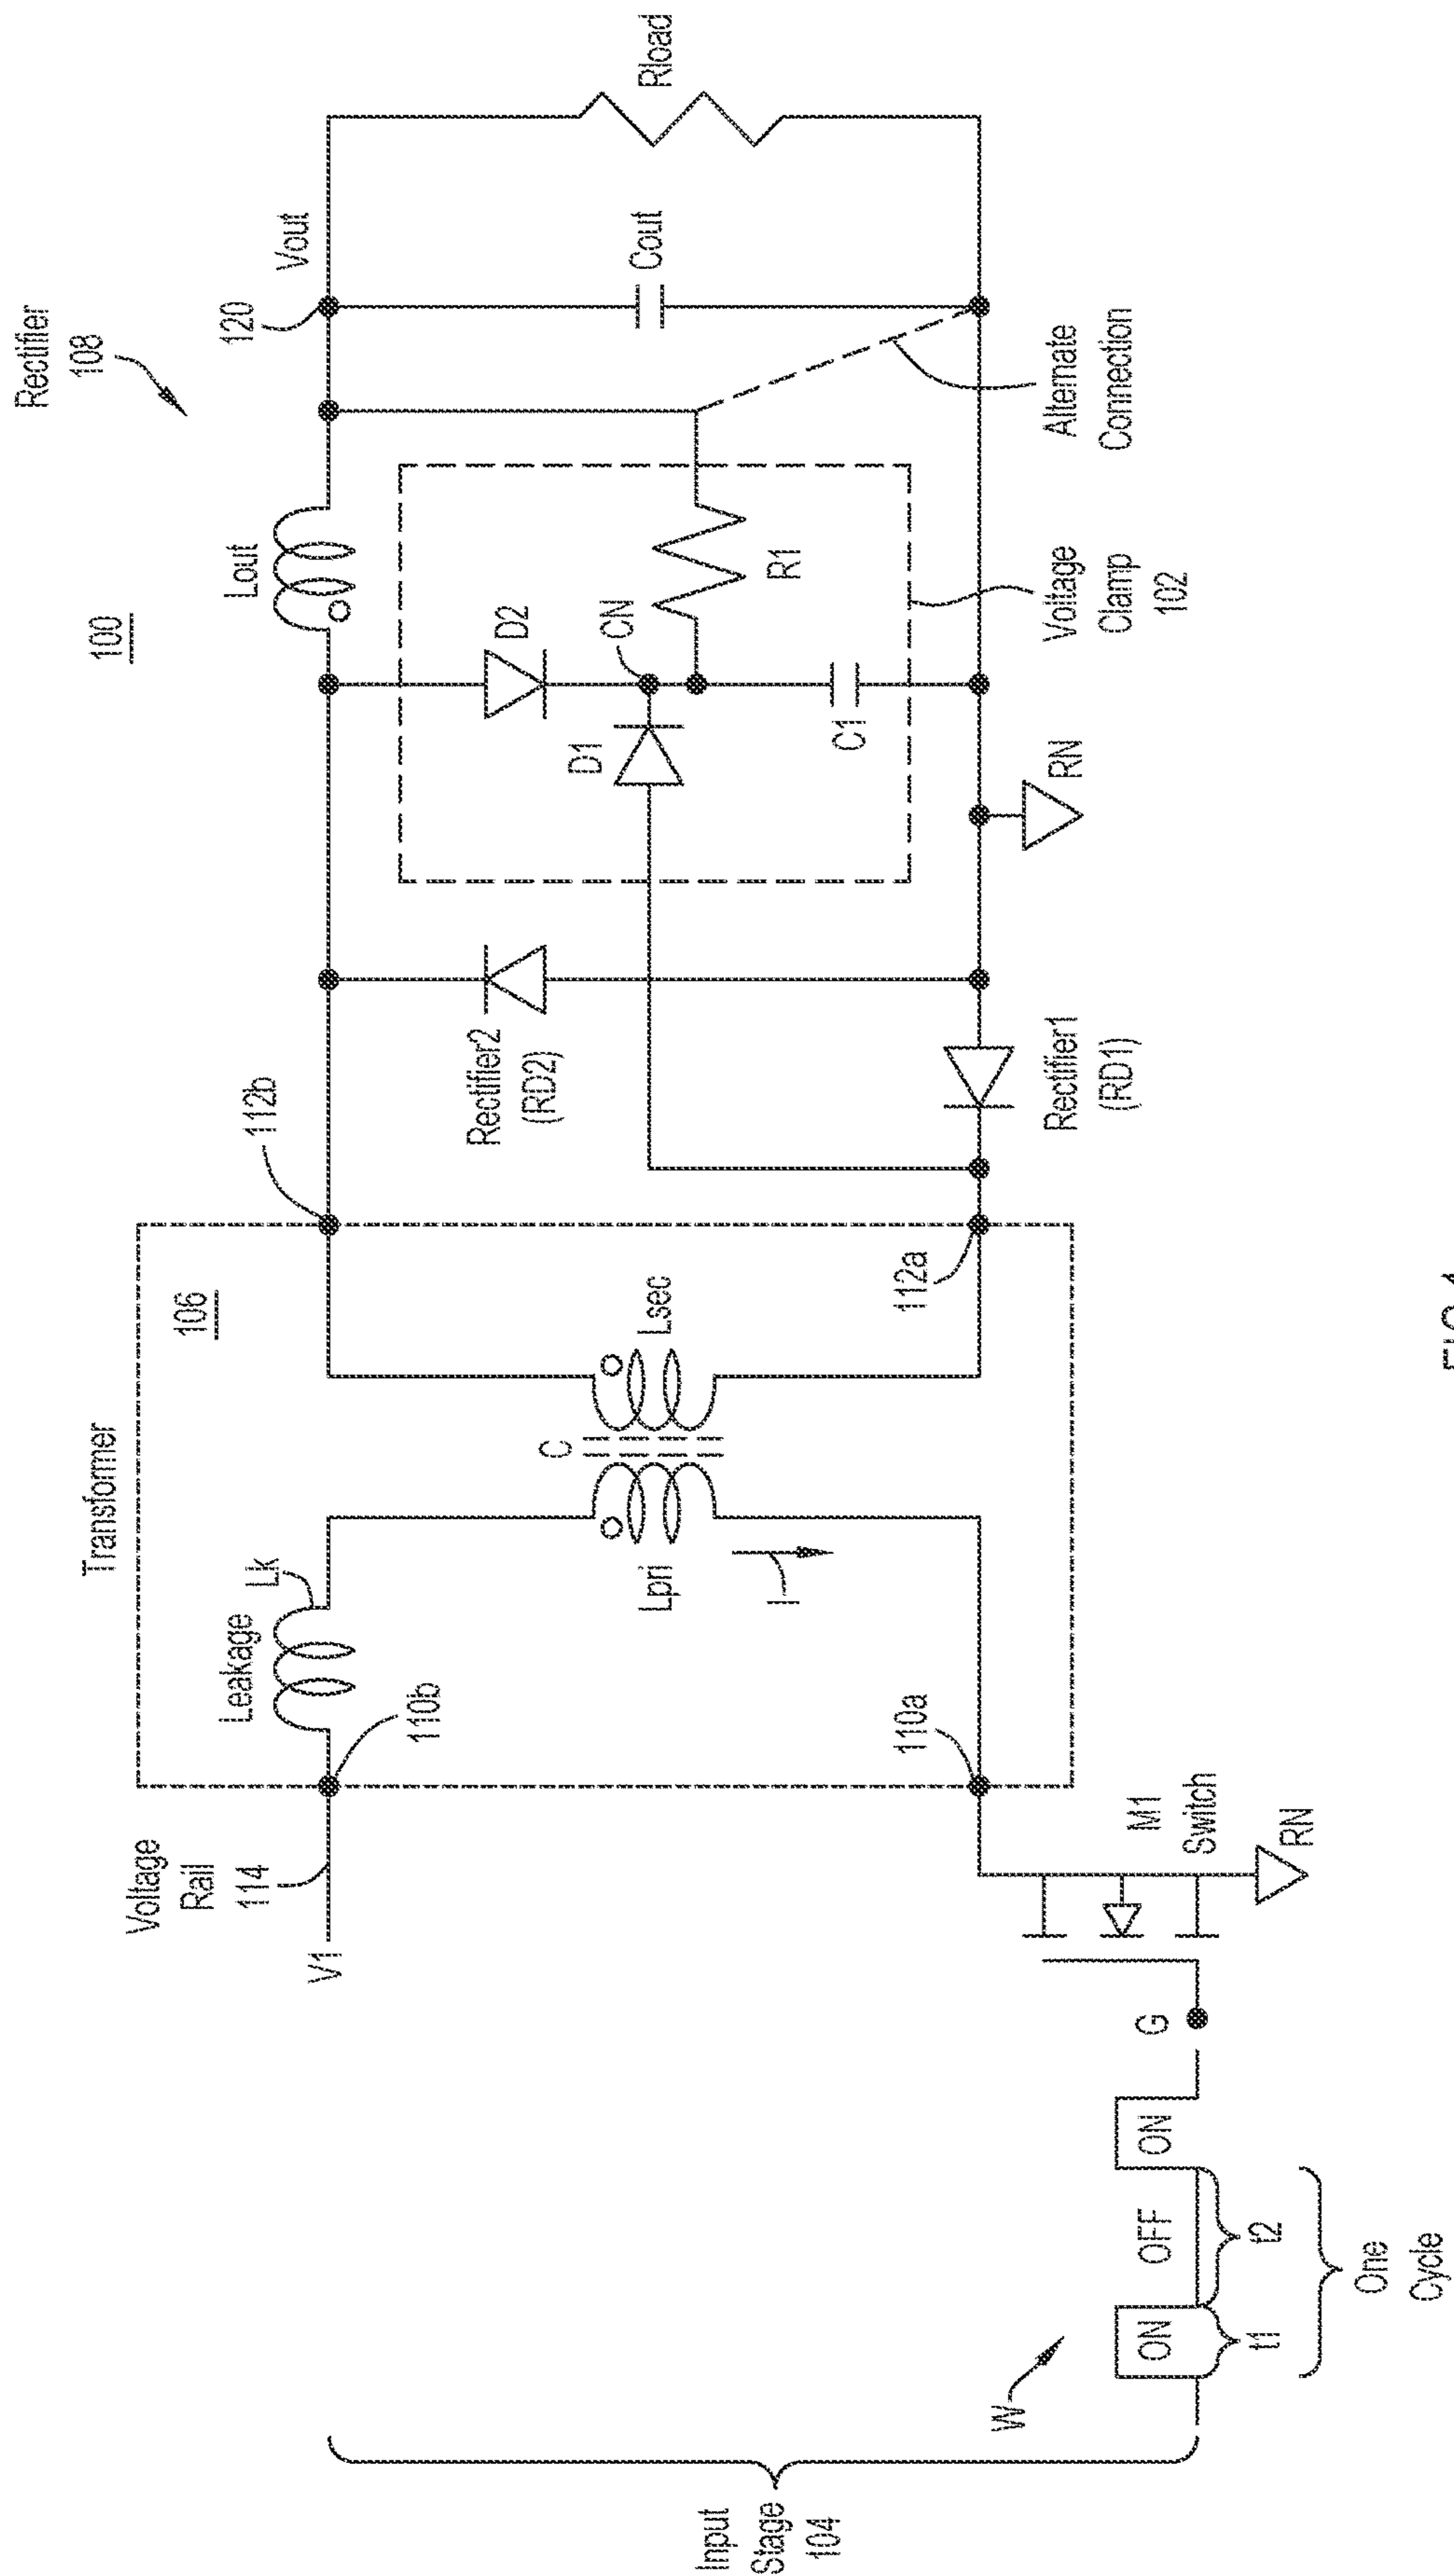 Rectifier
108
100
Transformer
106
Voltage
Rail
114
V1
Leakage
Lk
110b
112b
Lout
120
Vout
C
Lpri
Lsec
I
Rectifier2
(RD2)
D2
D1
CN
R1
C1
Cout
Rload
110a
112a
Rectifier1
(RD1)
RN
Voltage
Clamp
102
Alternate
Connection
M1
Switch
RN
G
Input
Stage
104
W
ON
OFF
ON
t1
t2
One
Cycle